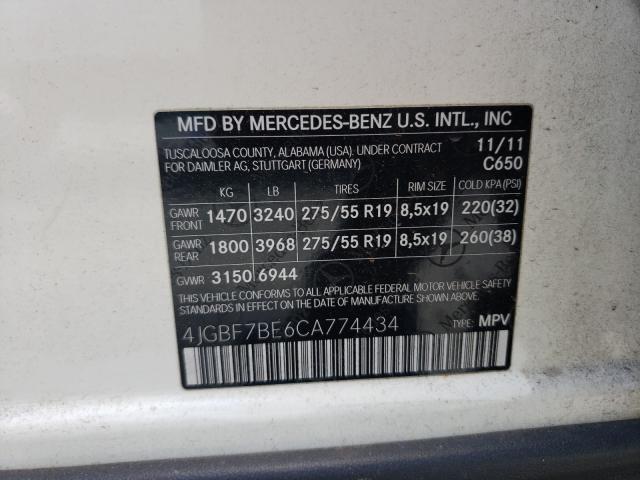 MFD BY MERCEDES-BENZ U.S. INTL., INC
TUSCALOOSA COUNTY, ALABAMA (USA). UNDER CONTRACT 11/11
FOR DAIMLER AG, STUTTGART (GERMANY) C650
KG LB TIRES RIM SIZE COLD KPA (PSI)
GAWR FRONT 1470 3240 275/55 R19 8,5x19 220(32)
GAWR REAR 1800 3968 275/55 R19 8,5x19 260(38)
GVWR 3150 6944
THIS VEHICLE CONFORMS TO ALL APPLICABLE FEDERAL MOTOR VEHICLE
SAFETY STANDARDS IN EFFECT ON THE DATE OF MANUFACTURE SHOWN ABOVE.
4JGBF7BE6CA774434 TYPE: MPV